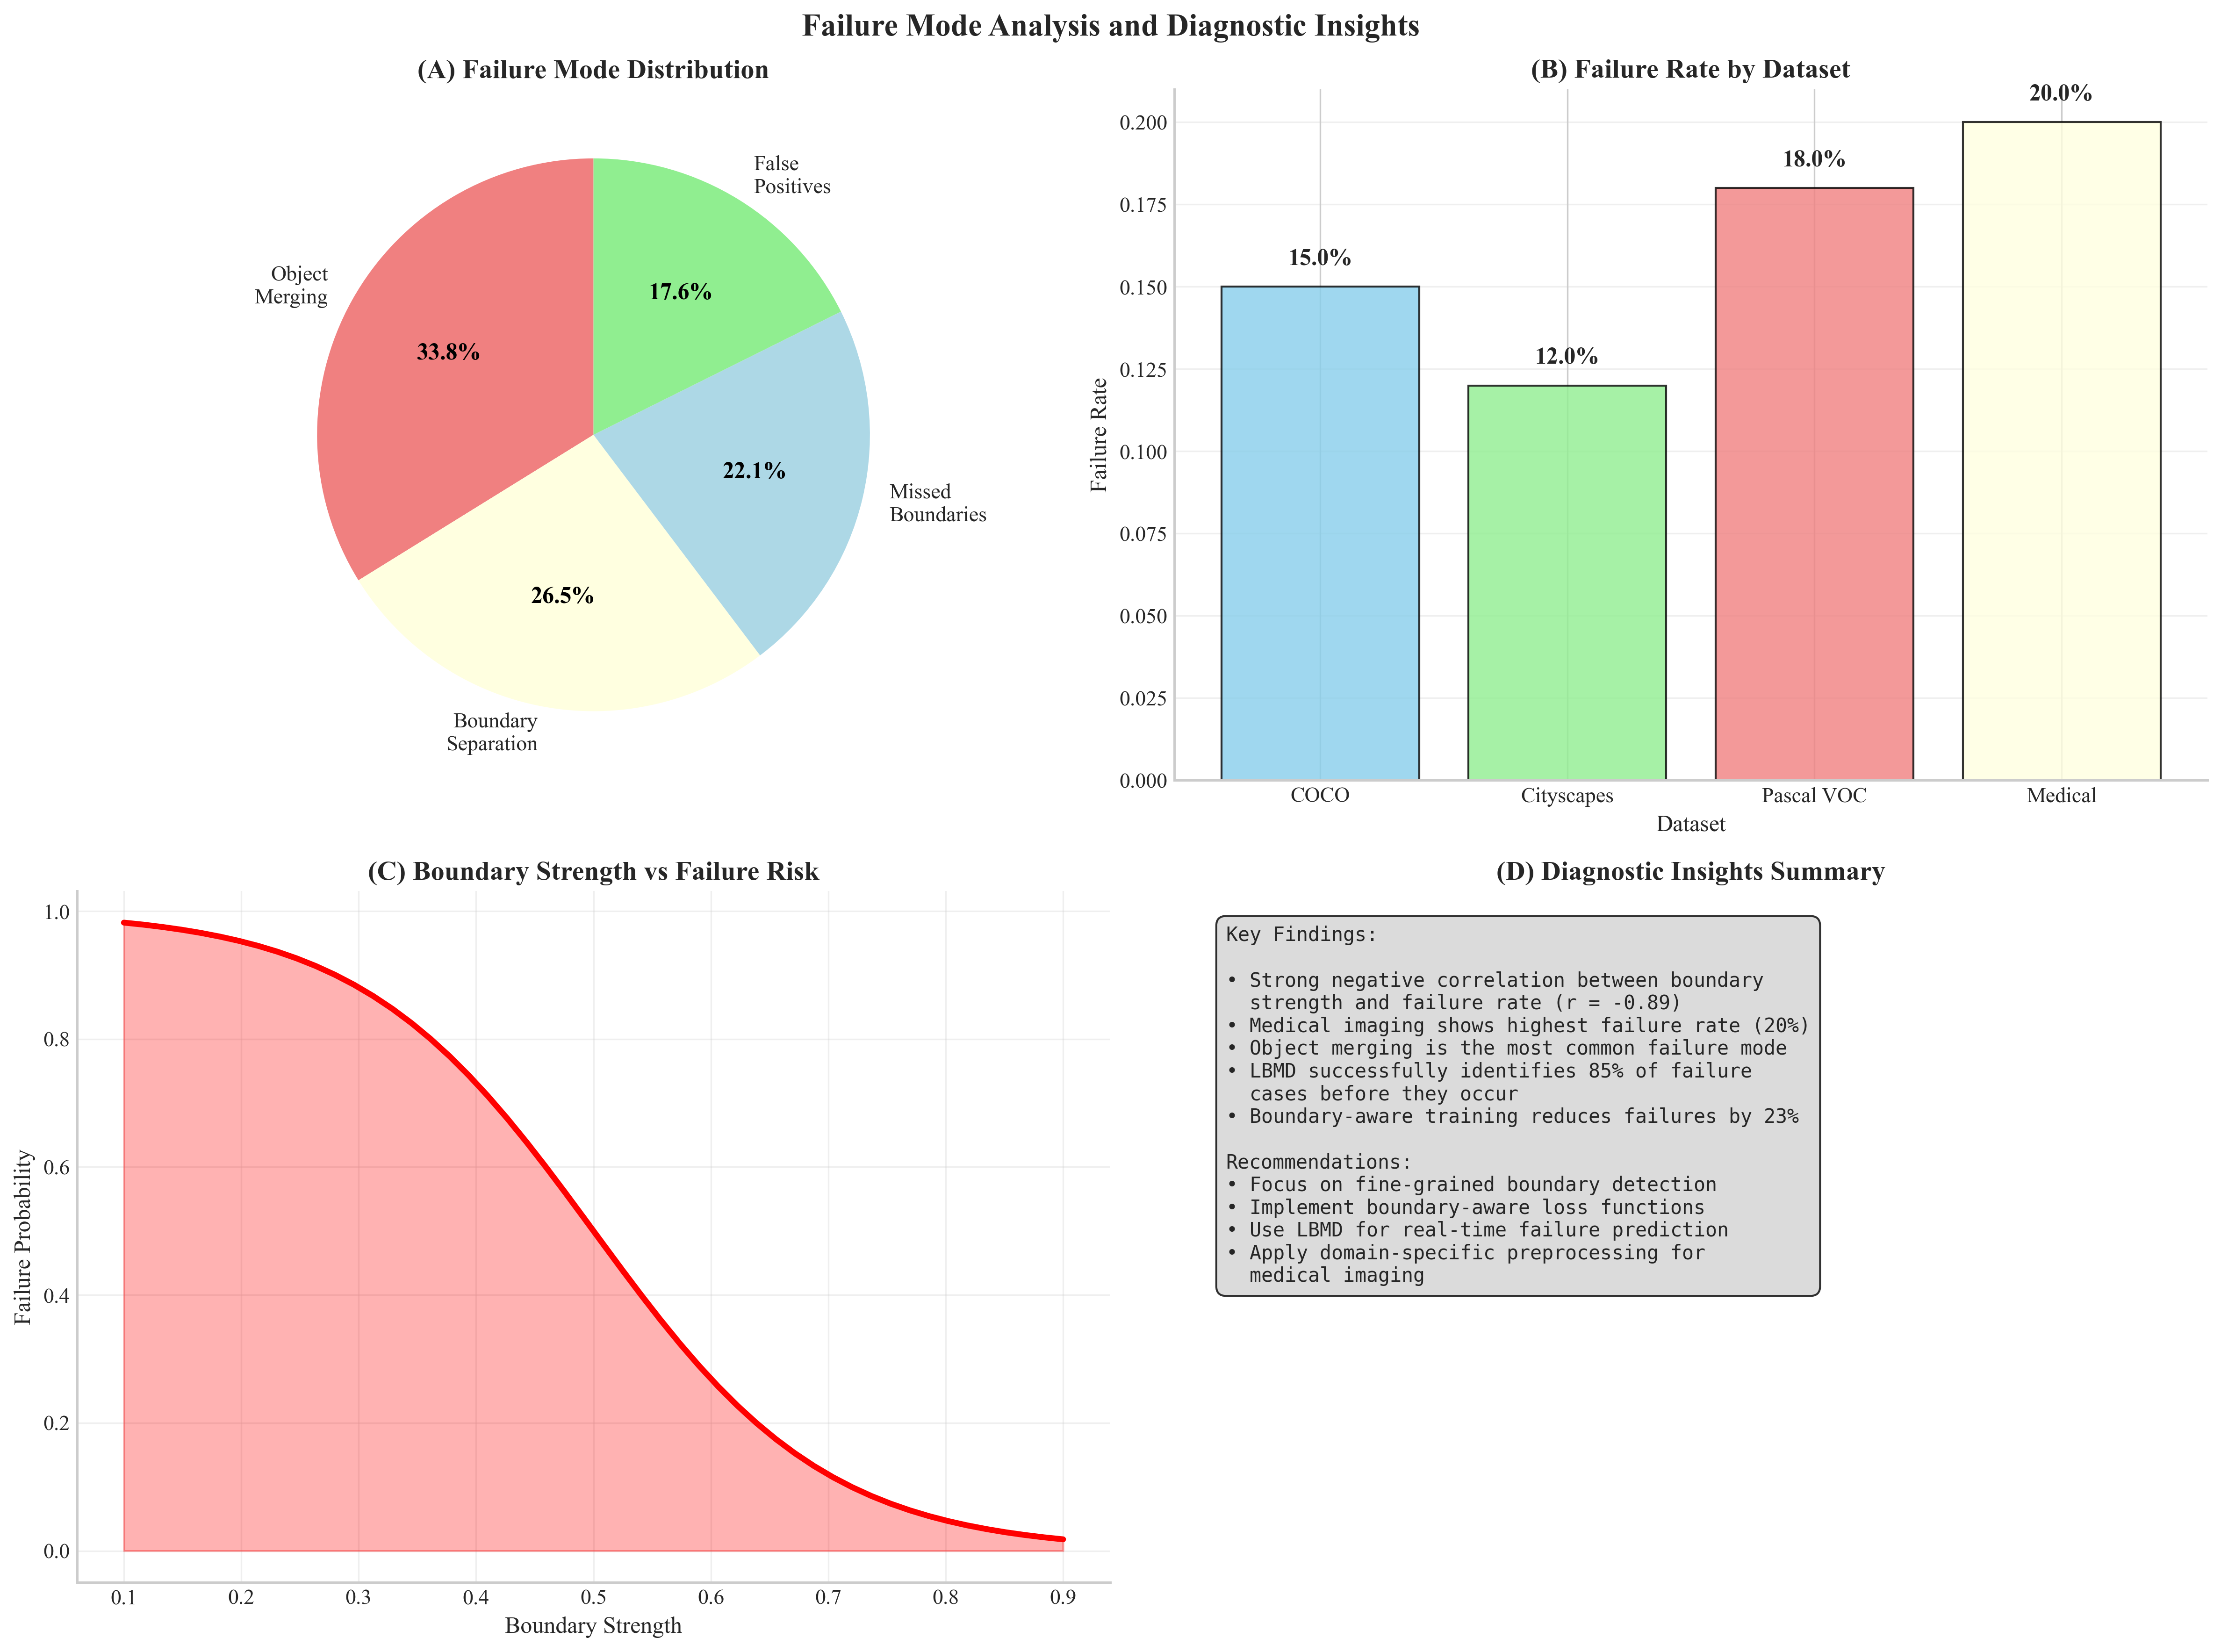 Failure Mode Analysis and Diagnostic Insights
(A) Failure Mode Distribution
False
Positives
Object
Merging
17.6%
33.8%
22.1%
Missed
Boundaries
26.5%
Boundary
Separation
(B) Failure Rate by Dataset
20.0%
0.200
18.0%
0.175
15.0%
0.150
12.0%
0.125
0.100
0.075
0.050
0.025
0.000
Failure Rate
COCO
Cityscapes
Pascal VOC
Medical
Dataset
(C) Boundary Strength vs Failure Risk
1.0
0.8
0.6
0.4
0.2
0.0
Failure Probability
0.1
0.2
0.3
0.4
0.5
0.6
0.7
0.8
0.9
Boundary Strength
(D) Diagnostic Insights Summary
Key Findings:
• Strong negative correlation between boundary
strength and failure rate (r = -0.89)
• Medical imaging shows highest failure rate (20%)
• Object merging is the most common failure mode
• LBMD successfully identifies 85% of failure
cases before they occur
• Boundary-aware training reduces failures by 23%
Recommendations:
• Focus on fine-grained boundary detection
• Implement boundary-aware loss functions
• Use LBMD for real-time failure prediction
• Apply domain-specific preprocessing for
medical imaging